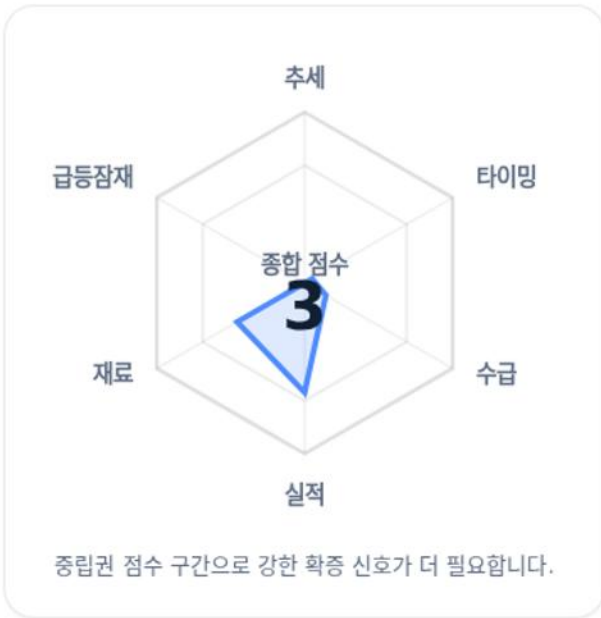 추세
급등잠재
타이밍
종합 점수
3
재료
수급
실적
중립권 점수 구간으로 강한 확증 신호가 더 필요합니다.